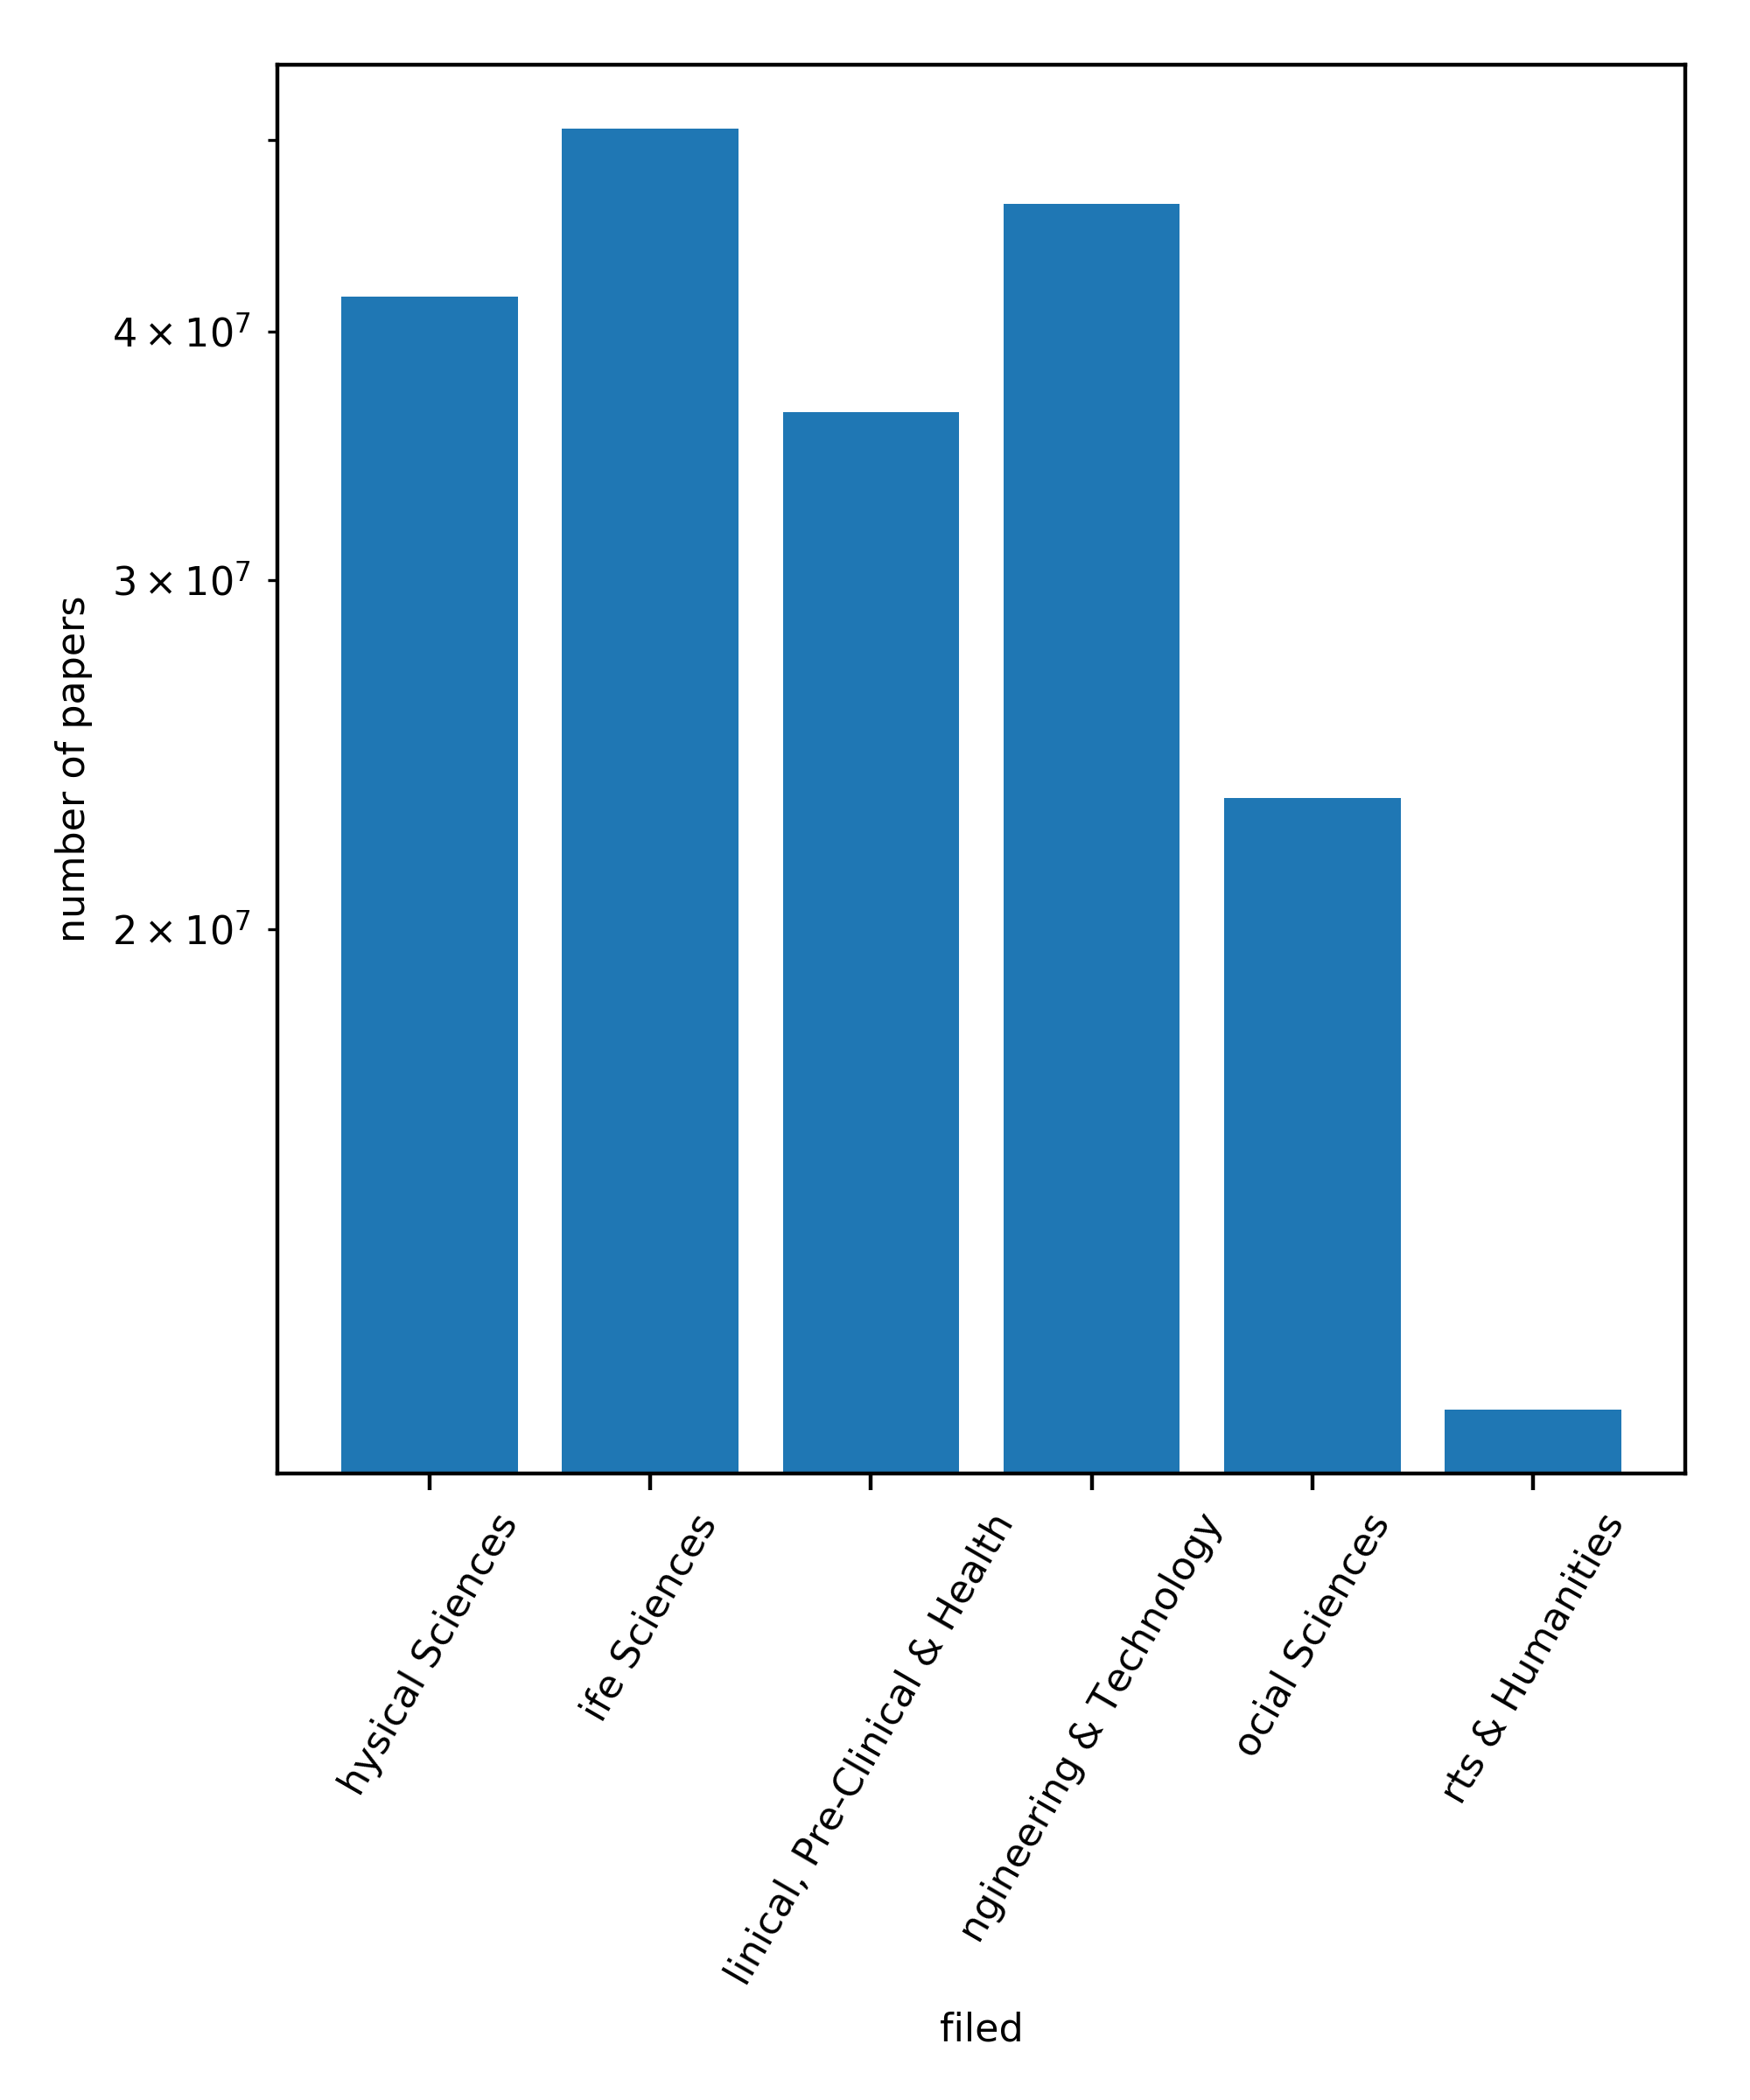 4 × 10⁷
3 × 10⁷
2 × 10⁷
number of papers
hysical Sciences
ife Sciences
linical, Pre-Clinical & Health
ngineering & Technology
ocial Sciences
rts & Humanities
filed